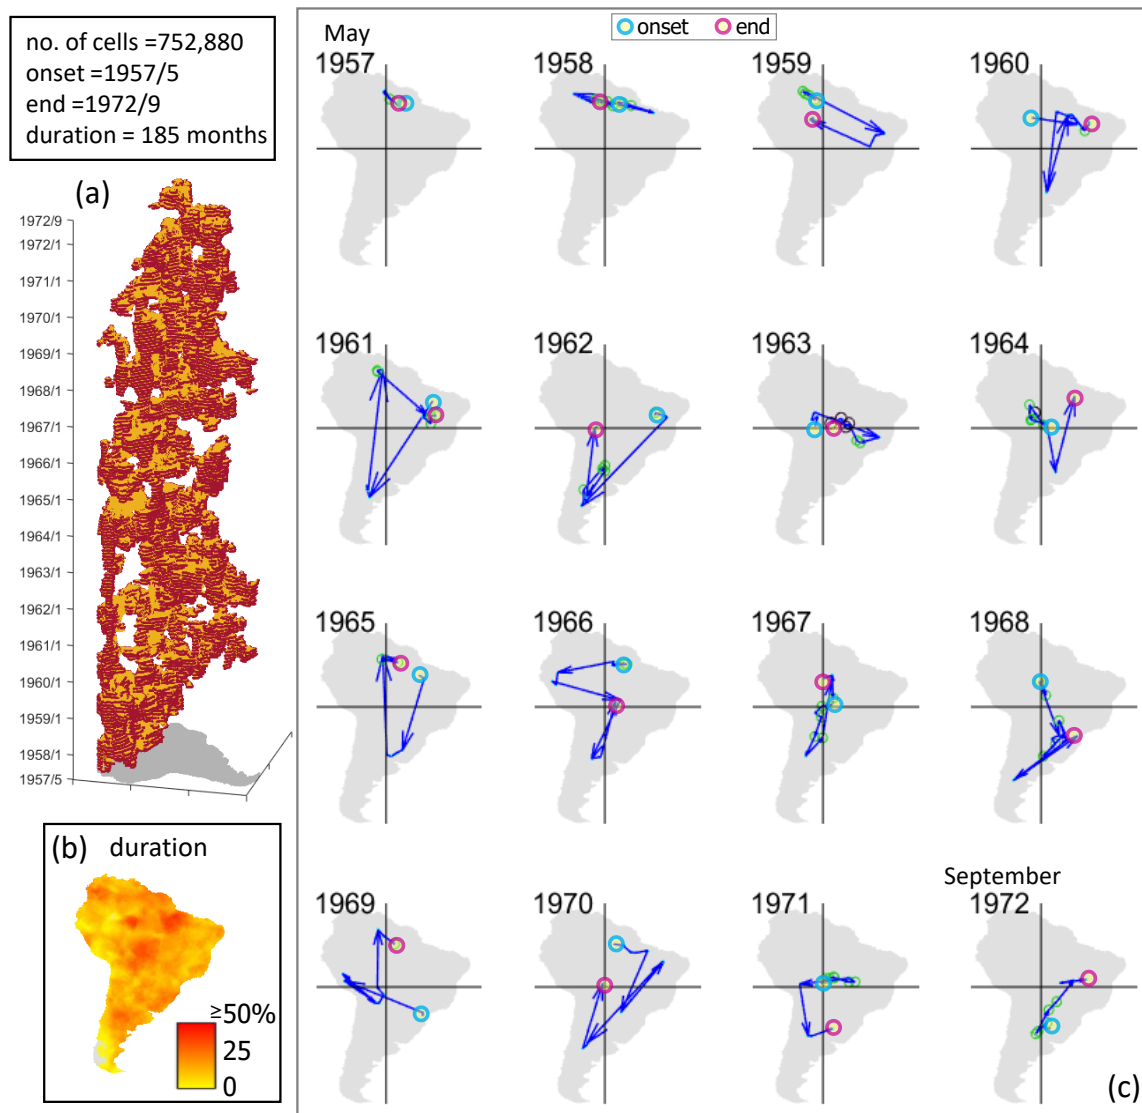 no. of cells =752,880
onset =1957/5
end =1972/9
duration = 185 months
(a)
1972/9
1972/1
1971/1
1970/1
1969/1
1968/1
1967/1
1966/1
1965/1
1964/1
1963/1
1962/1
1961/1
1960/1
1959/1
1958/1
1957/5
(b) duration
≥50%
25
0
onset end
May
1957 1958 1959 1960
1961 1962 1963 1964
1965 1966 1967 1968
September
1969 1970 1971 1972
(c)